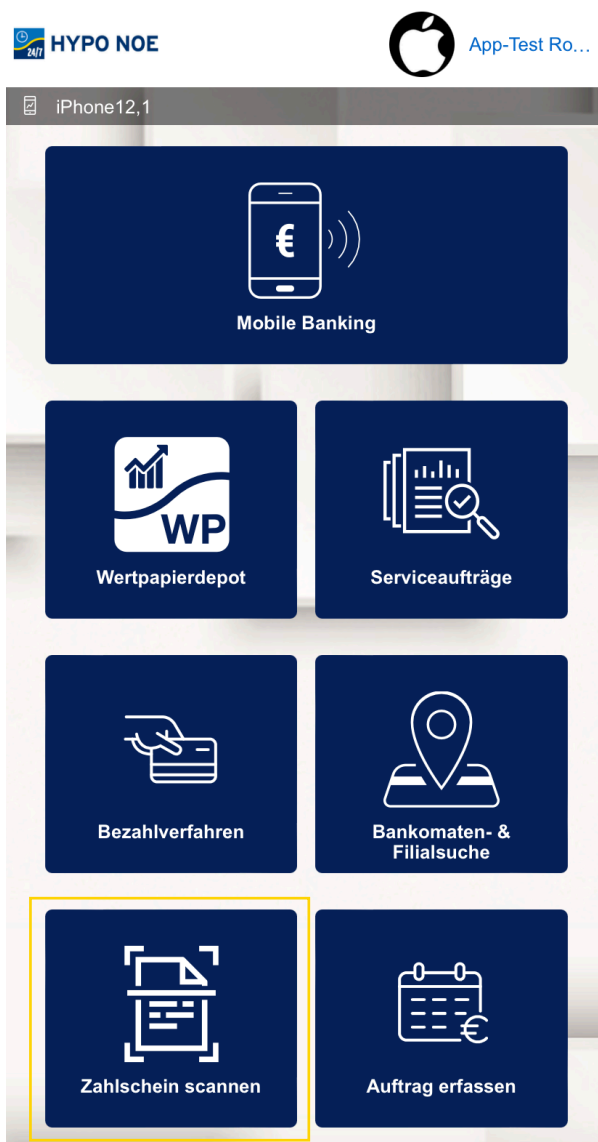 24/7 HYPO NOE
App-Test Ro...
iPhone12,1
€
Mobile Banking
WP
Wertpapierdepot
Serviceaufträge
Bezahlverfahren
Bankomaten- &
Filialsuche
€
Zahlschein scannen
Auftrag erfassen